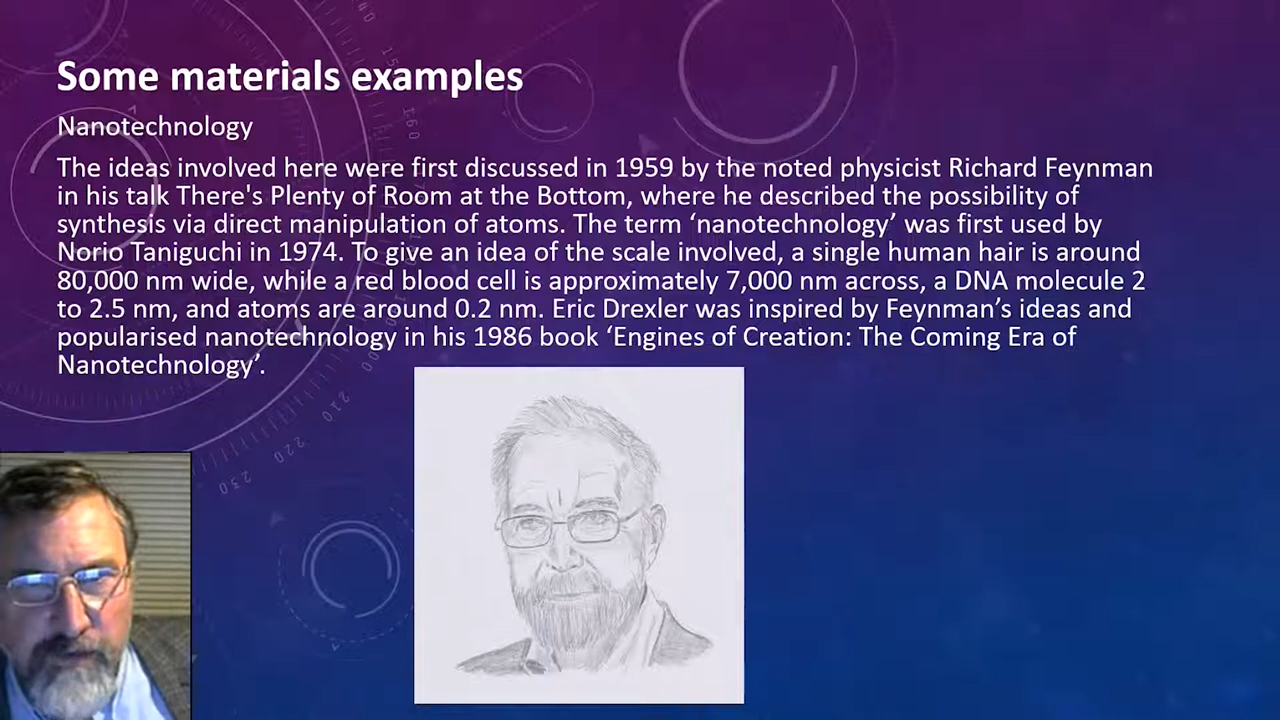 Some materials examples
Nanotechnology
The ideas involved here were first discussed in 1959 by the noted physicist Richard Feynman
in his talk There's Plenty of Room at the Bottom, where he described the possibility of
synthesis via direct manipulation of atoms. The term ‘nanotechnology’ was first used by
Norio Taniguchi in 1974. To give an idea of the scale involved, a single human hair is around
80,000 nm wide, while a red blood cell is approximately 7,000 nm across, a DNA molecule 2
to 2.5 nm, and atoms are around 0.2 nm. Eric Drexler was inspired by Feynman’s ideas and
popularised nanotechnology in his 1986 book ‘Engines of Creation: The Coming Era of
Nanotechnology’.
160
210
220
230